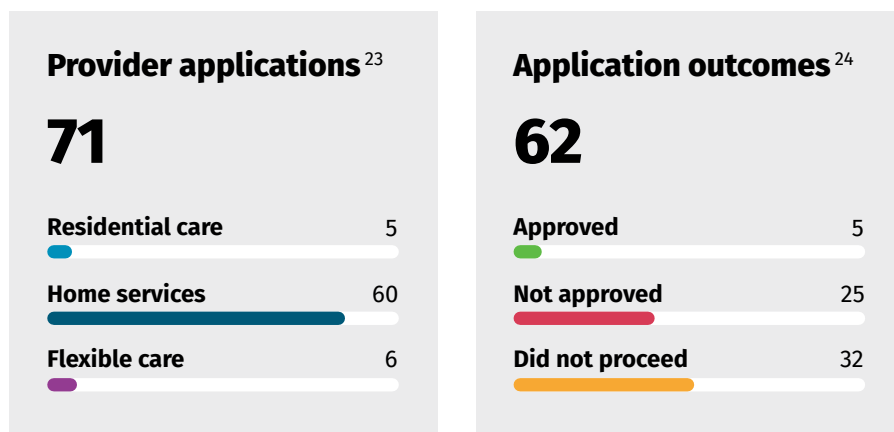 Provider applications 23
71
Residential care 5
Home services 60
Flexible care 6
Application outcomes 24
62
Approved 5
Not approved 25
Did not proceed 32